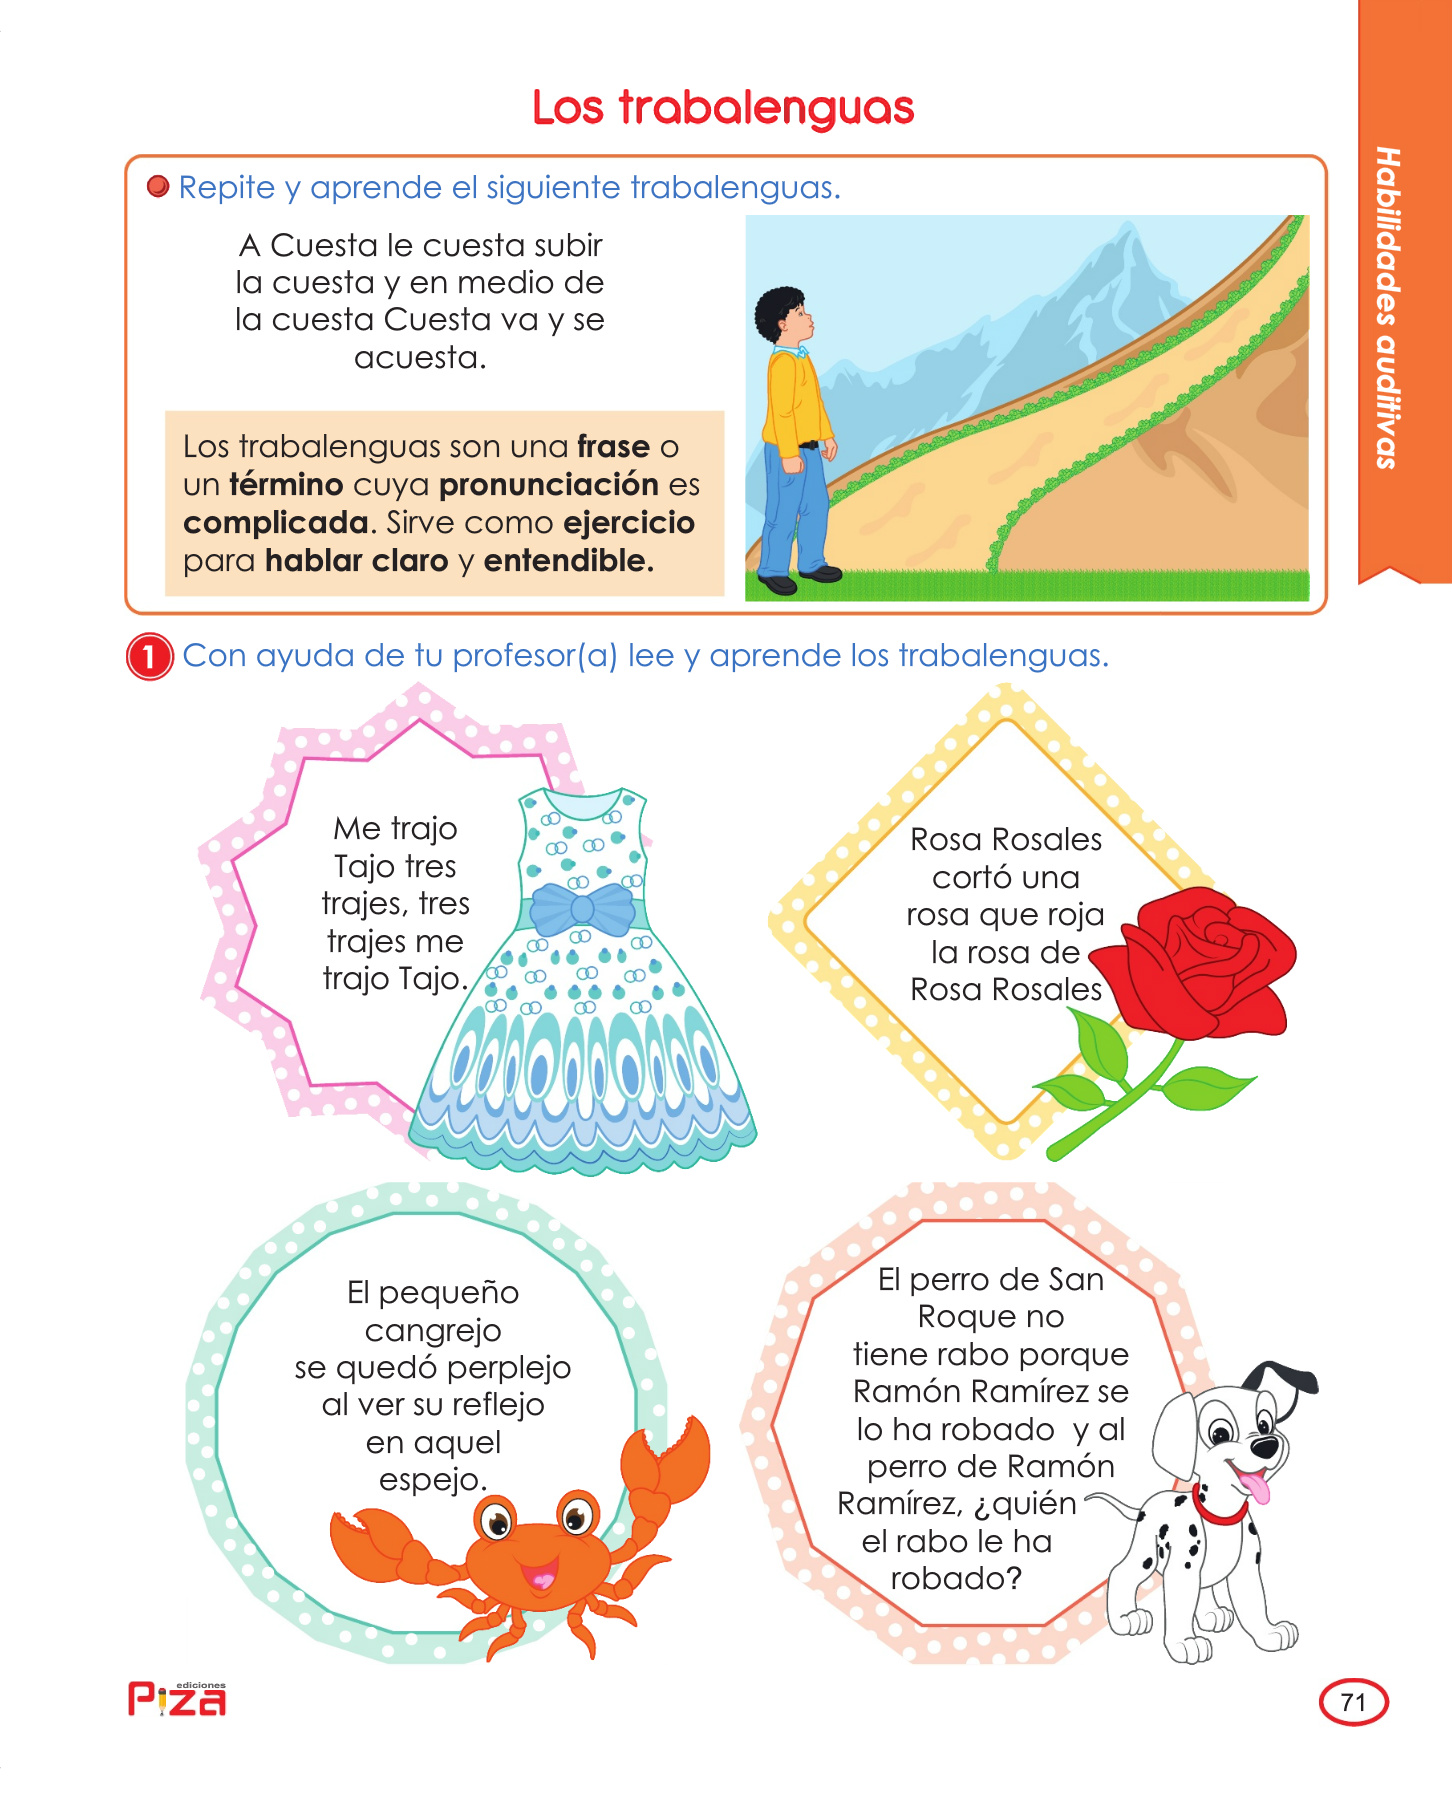 Los trabalenguas
Habilidades auditivas
Repite y aprende el siguiente trabalenguas.
A Cuesta le cuesta subir
la cuesta y en medio de
la cuesta Cuesta va y se
acuesta.
Los trabalenguas son una frase o
un término cuya pronunciación es
complicada. Sirve como ejercicio
para hablar claro y entendible.
1 Con ayuda de tu profesor(a) lee y aprende los trabalenguas.
Me trajo
Tajo tres
trajes, tres
trajes me
trajo Tajo.
Rosa Rosales
cortó una
rosa que roja
la rosa de
Rosa Rosales
El pequeño
cangrejo
se quedó perplejo
al ver su reflejo
en aquel
espejo.
El perro de San
Roque no
tiene rabo porque
Ramón Ramírez se
lo ha robado y al
perro de Ramón
Ramírez, ¿quién
el rabo le ha
robado?
ediciones
Piza
71